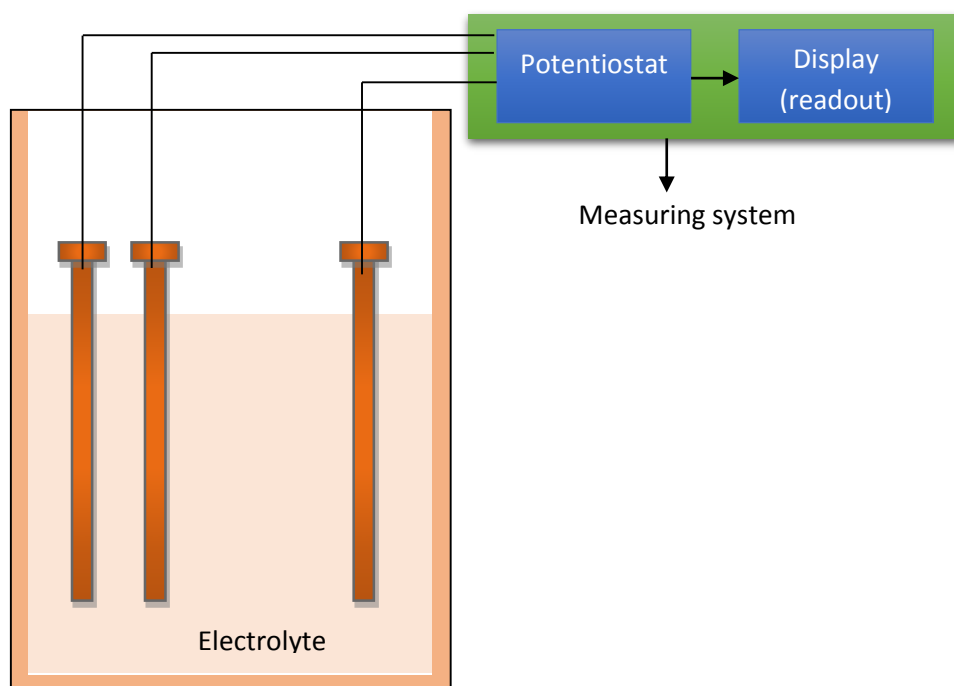 Potentiostat
Display
(readout)
Measuring system
Electrolyte